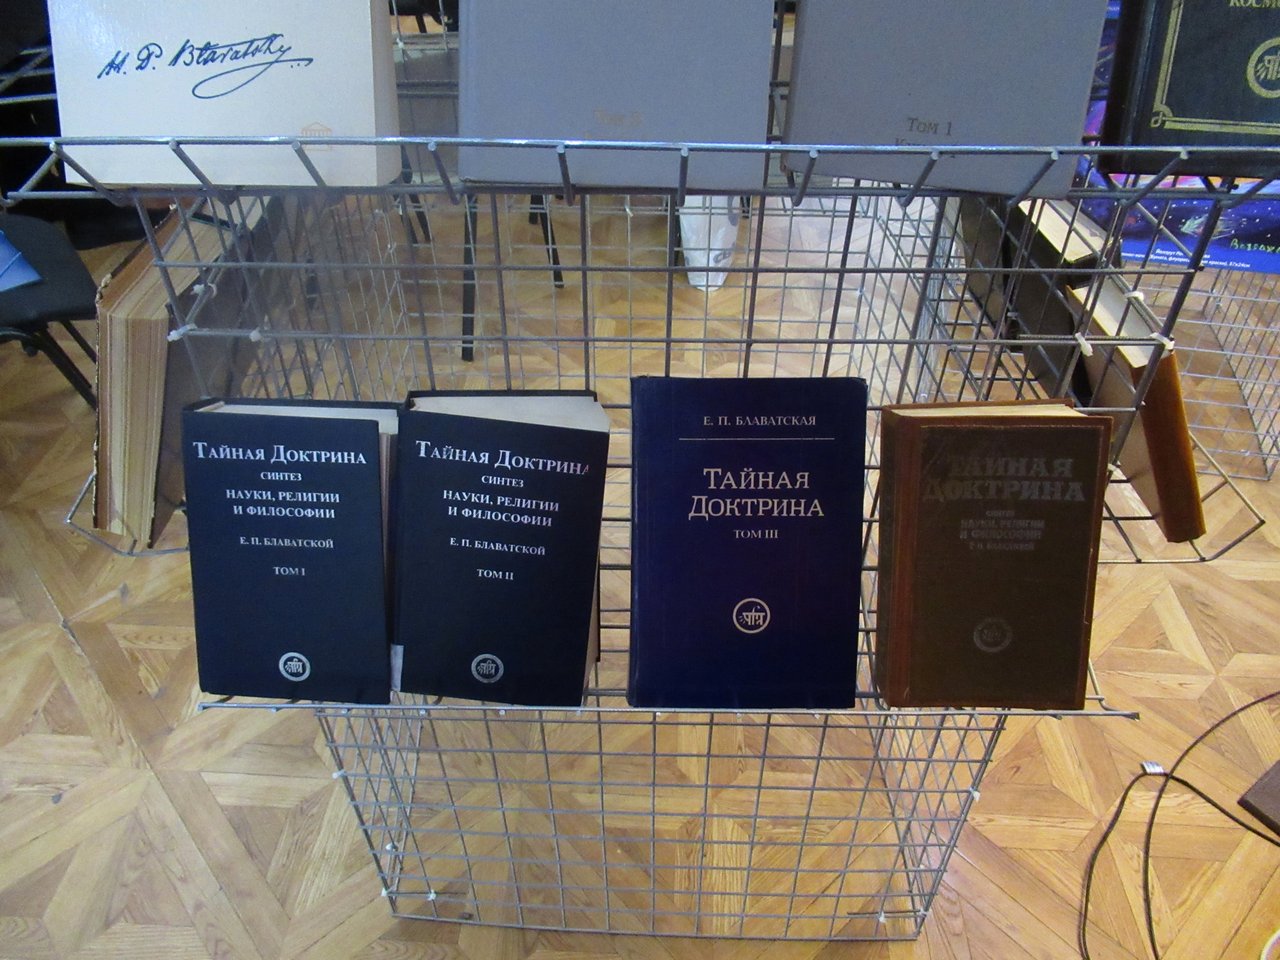 H. P. Blavatsky
Том 1
ТАЙНАЯ ДОКТРИНА
СИНТЕЗ
НАУКИ, РЕЛИГИИ
И ФИЛОСОФИИ
Е. П. БЛАВАТСКОЙ
ТОМ I
ТАЙНАЯ ДОКТРИНА
СИНТЕЗ
НАУКИ, РЕЛИГИИ
И ФИЛОСОФИИ
Е. П. БЛАВАТСКОЙ
ТОМ II
Е. П. БЛАВАТСКАЯ
ТАЙНАЯ
ДОКТРИНА
ТОМ III
ТАЙНАЯ
ДОКТРИНА
СИНТЕЗ
НАУКИ, РЕЛИГИИ
И ФИЛОСОФИИ